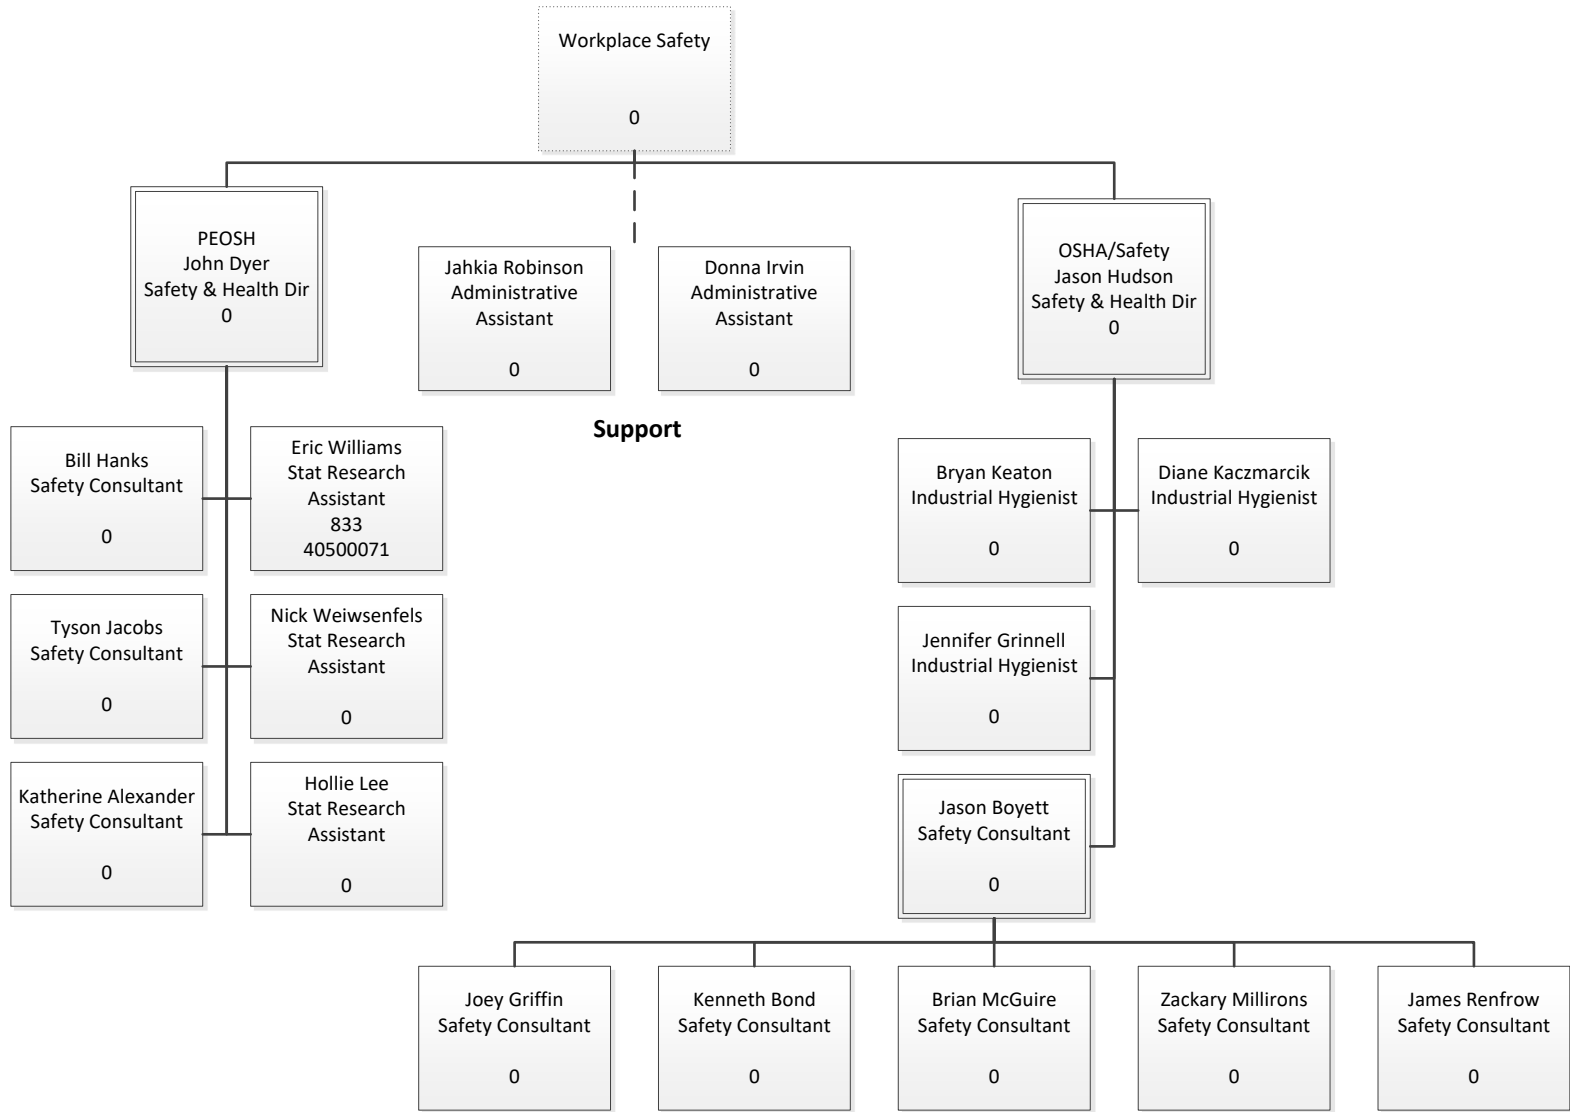 Workplace Safety
0
PEOSH
John Dyer
Safety & Health Dir
0
Jahkia Robinson
Administrative
Assistant
0
Donna Irvin
Administrative
Assistant
0
OSHA/Safety
Jason Hudson
Safety & Health Dir
0
Support
Bill Hanks
Safety Consultant
0
Eric Williams
Stat Research
Assistant
833
40500071
Bryan Keaton
Industrial Hygienist
0
Diane Kaczmarcik
Industrial Hygienist
0
Tyson Jacobs
Safety Consultant
0
Nick Weiwsenfels
Stat Research
Assistant
0
Jennifer Grinnell
Industrial Hygienist
0
Katherine Alexander
Safety Consultant
0
Hollie Lee
Stat Research
Assistant
0
Jason Boyett
Safety Consultant
0
Joey Griffin
Safety Consultant
0
Kenneth Bond
Safety Consultant
0
Brian McGuire
Safety Consultant
0
Zackary Millirons
Safety Consultant
0
James Renfrow
Safety Consultant
0